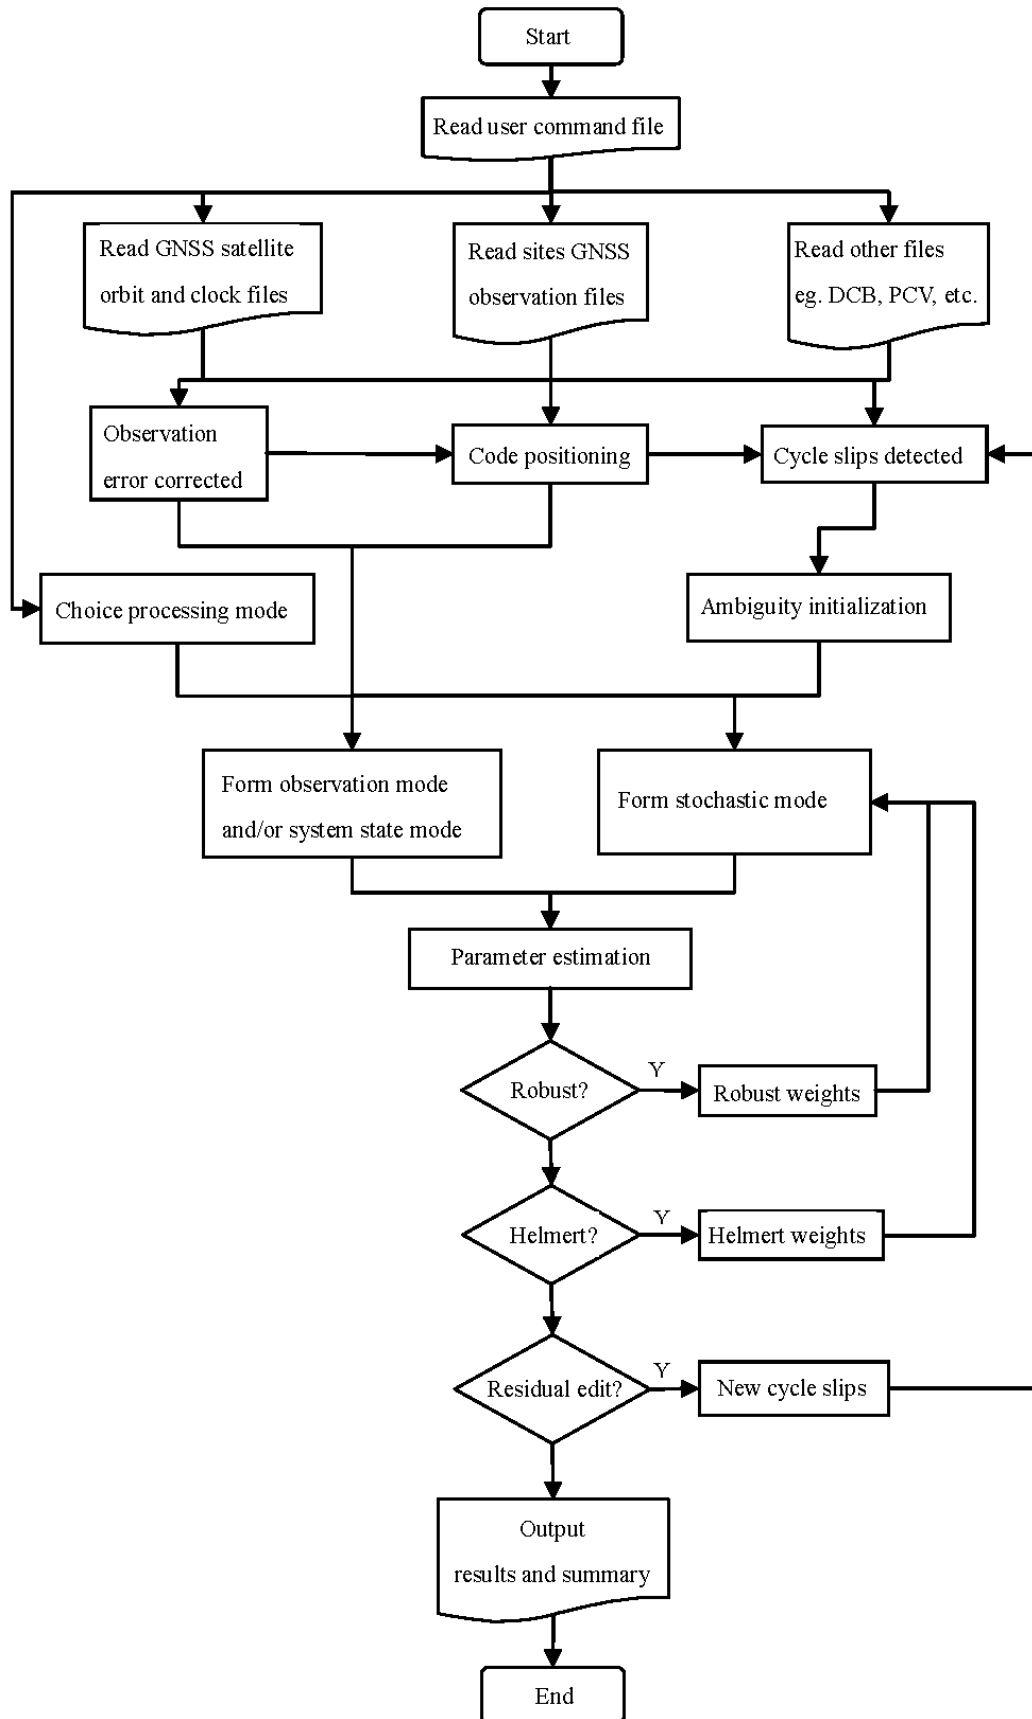 Start
Read user command file
Read GNSS satellite
orbit and clock files
Read sites GNSS
observation files
Read other files
eg. DCB, PCV, etc.
Observation
error corrected
Code positioning
Cycle slips detected
Choice processing mode
Ambiguity initialization
Form observation mode
and/or system state mode
Form stochastic mode
Parameter estimation
Robust?
Y
Robust weights
Helmert?
Y
Helmert weights
Residual edit?
Y
New cycle slips
Output
results and summary
End